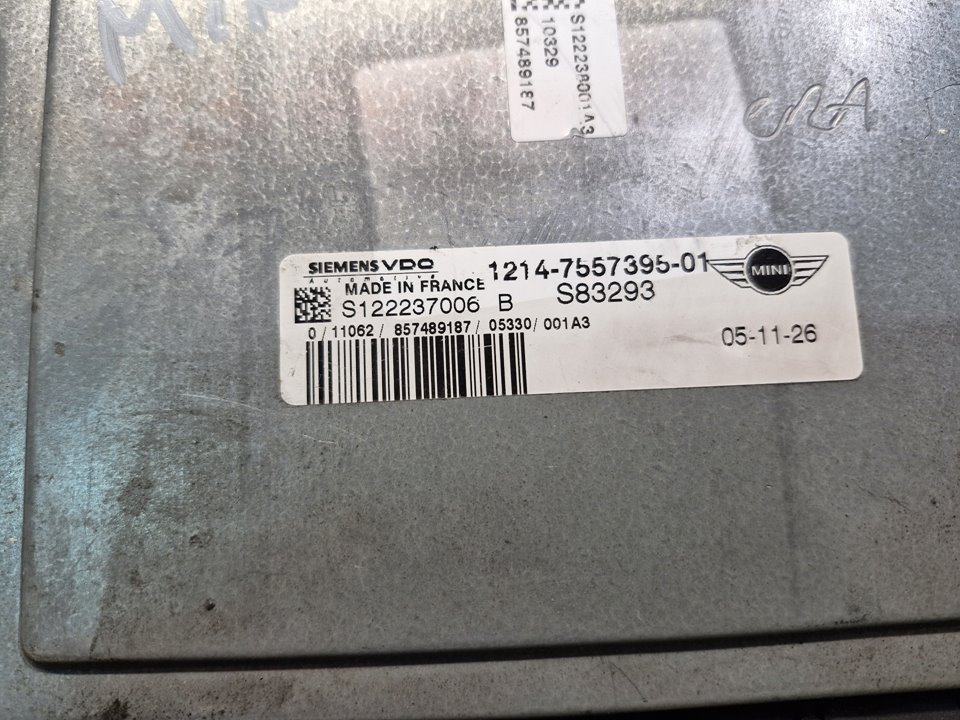 S122238001A3
10329
857489187
SIEMENS VDO
Automotive
1214-7557395-01
MINI
MADE IN FRANCE
S122237006 B
S83293
0/11062/ 857489187/05330/001A3
05-11-26